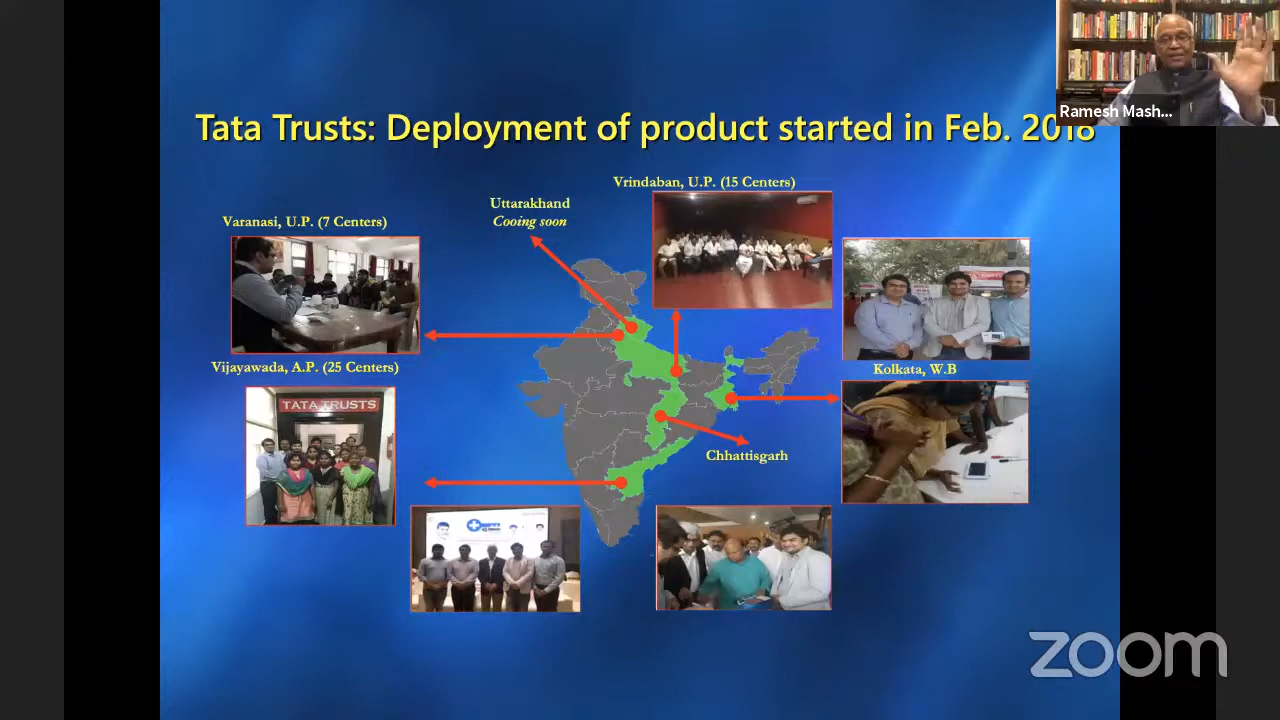 Tata Trusts: Deployment of product started in Feb. 2018
Ramesh Mash...
Vrindaban, U.P. (15 Centers)
Uttarakhand
Cooing soon
Varanasi, U.P. (7 Centers)
Vijayawada, A.P. (25 Centers)
Kolkata, W.B
TATA TRUSTS
Chhattisgarh
zoom